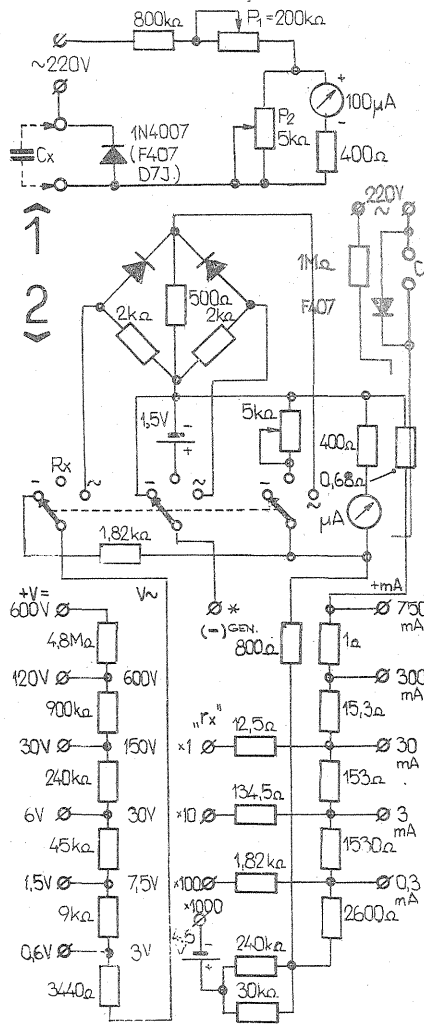 800kΩ
P1=200kΩ
~220V
+
100μA
-
1N4007
(F407
D7J.)
Cx
P2
5kΩ
400Ω
1
2
220V
~
1MΩ
F407
500Ω
2kΩ
2kΩ
1,5V
-
+
5kΩ
400Ω
0,68Ω
Rx
-
~
-
~
-
~
μA
1,82kΩ
*
(-)GEN.
800Ω
+mA
+V=
V~
600V
4,8MΩ
120V
600V
900kΩ
30V
150V
240kΩ
6V
30V
45kΩ
1,5V
7,5V
9kΩ
0,6V
3V
3440Ω
„rx"
×1
12,5Ω
×10
134,5Ω
×100
1,82kΩ
×1000
4,5
V
-
+
240kΩ
30kΩ
750
mA
1Ω
300
mA
15,3Ω
30
mA
153Ω
3
mA
1530Ω
0,3
mA
2600Ω